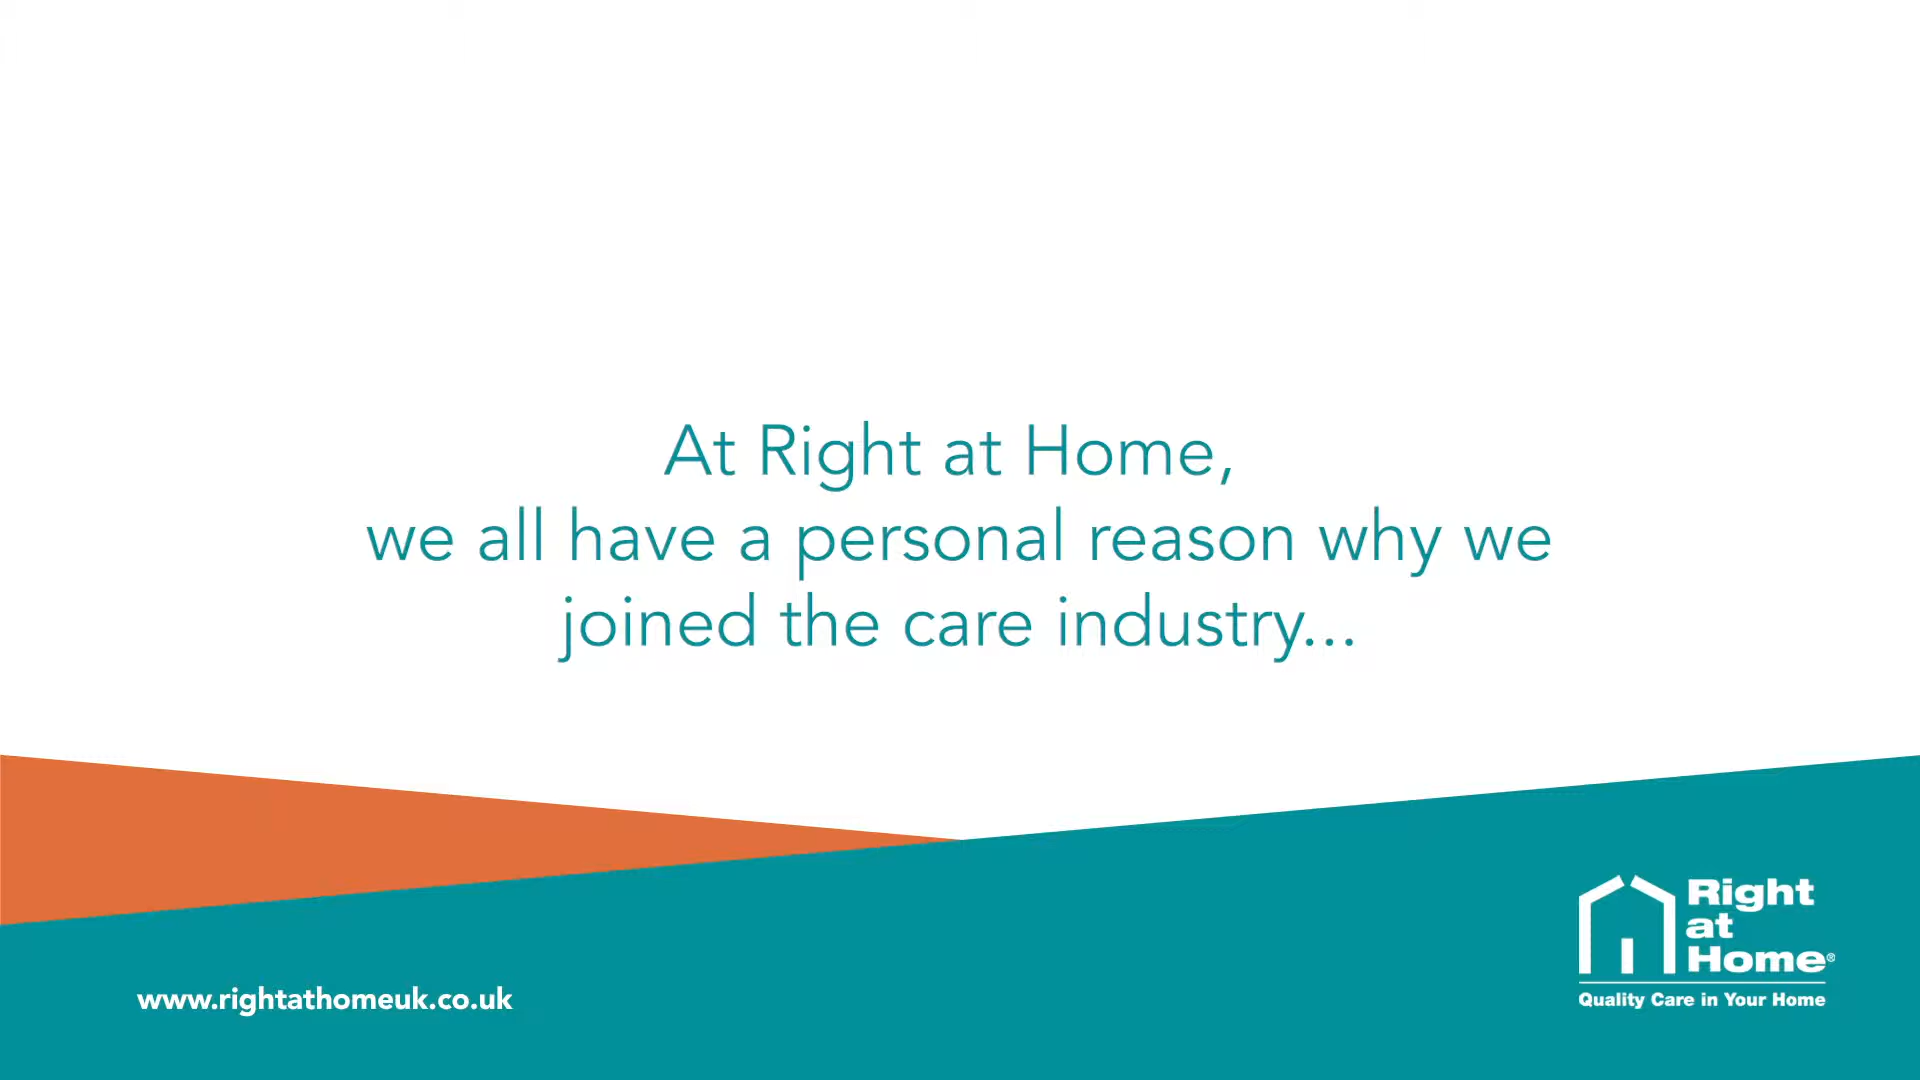 At Right at Home,
we all have a personal reason why we
joined the care industry...
Right
at
Home®
Quality Care in Your Home
www.rightathomeuk.co.uk